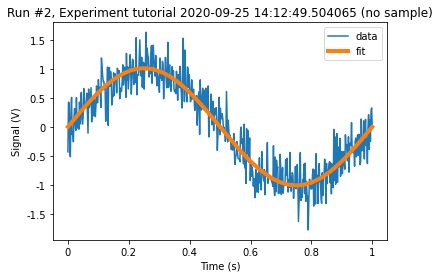 Run #2, Experiment tutorial 2020-09-25 14:12:49.504065 (no sample)
data
fit
1.5
1
0.5
0
-0.5
-1
-1.5
Signal (V)
0
0.2
0.4
0.6
0.8
1
Time (s)